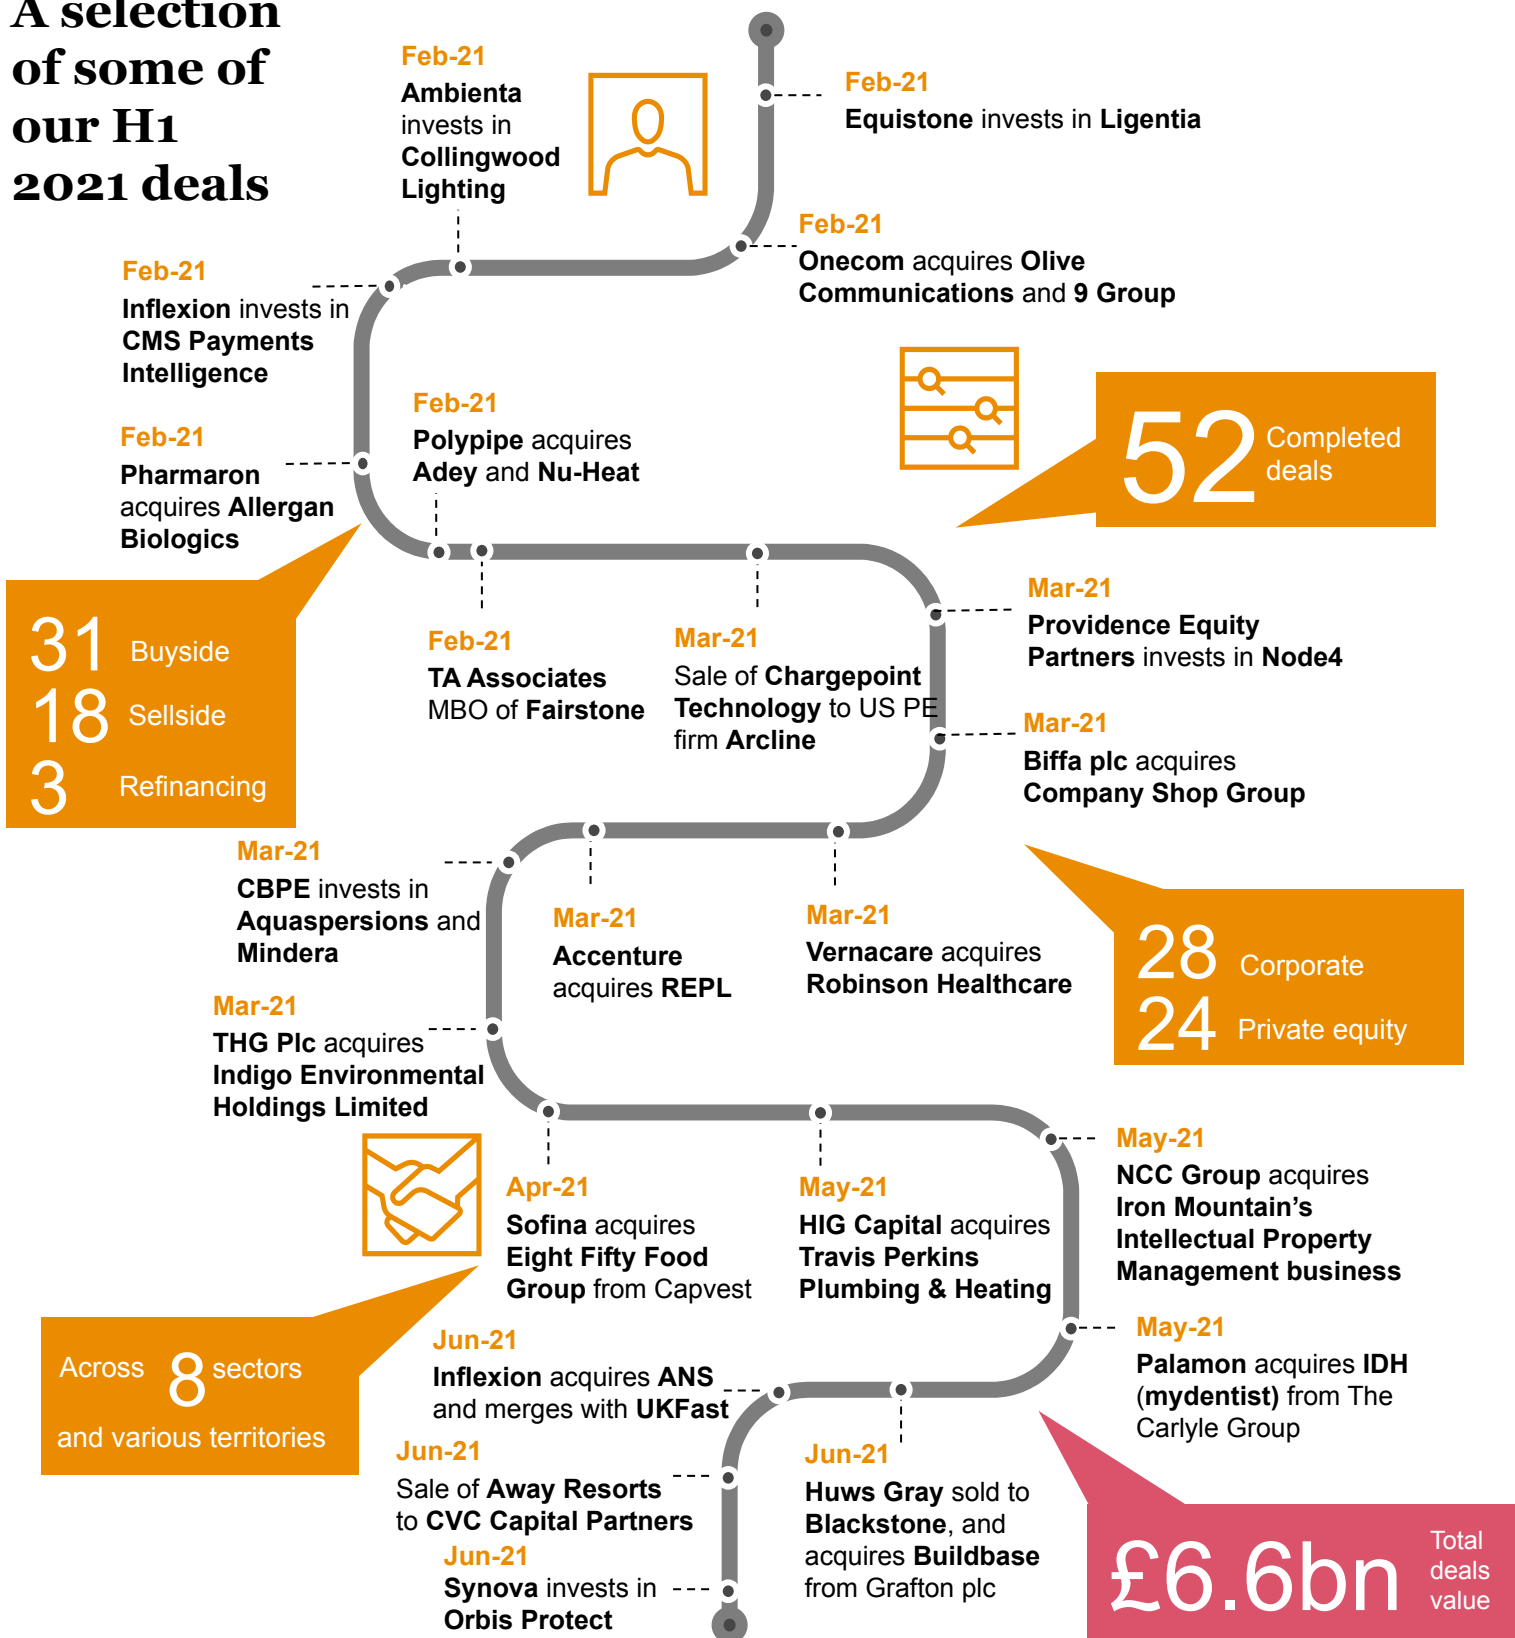 A selection
of some of
our H1
2021 deals
Feb-21
Equistone invests in Ligentia
Feb-21
Onecom acquires Olive
Communications and 9 Group
Feb-21
Ambienta
invests in
Collingwood
Lighting
Feb-21
Inflexion invests in
CMS Payments
Intelligence
Feb-21
Pharmaron
acquires Allergan
Biologics
Feb-21
Polypipe acquires
Adey and Nu-Heat
52 Completed
deals
31 Buyside
18 Sellside
3 Refinancing
Feb-21
TA Associates
MBO of Fairstone
Mar-21
Sale of Chargepoint
Technology to US PE
firm Arcline
Mar-21
Providence Equity
Partners invests in Node4
Mar-21
Biffa plc acquires
Company Shop Group
Mar-21
Vernacare acquires
Robinson Healthcare
Mar-21
Accenture
acquires REPL
Mar-21
CBPE invests in
Aquaspersions and
Mindera
28 Corporate
24 Private equity
Mar-21
THG Plc acquires
Indigo Environmental
Holdings Limited
Apr-21
Sofina acquires
Eight Fifty Food
Group from Capvest
May-21
HIG Capital acquires
Travis Perkins
Plumbing & Heating
May-21
NCC Group acquires
Iron Mountain’s
Intellectual Property
Management business
May-21
Palamon acquires IDH
(mydentist) from The
Carlyle Group
Across 8 sectors
and various territories
Jun-21
Huws Gray sold to
Blackstone, and
acquires Buildbase
from Grafton plc
Jun-21
Inflexion acquires ANS
and merges with UKFast
Jun-21
Sale of Away Resorts
to CVC Capital Partners
Jun-21
Synova invests in
Orbis Protect
£6.6bn Total
deals
value